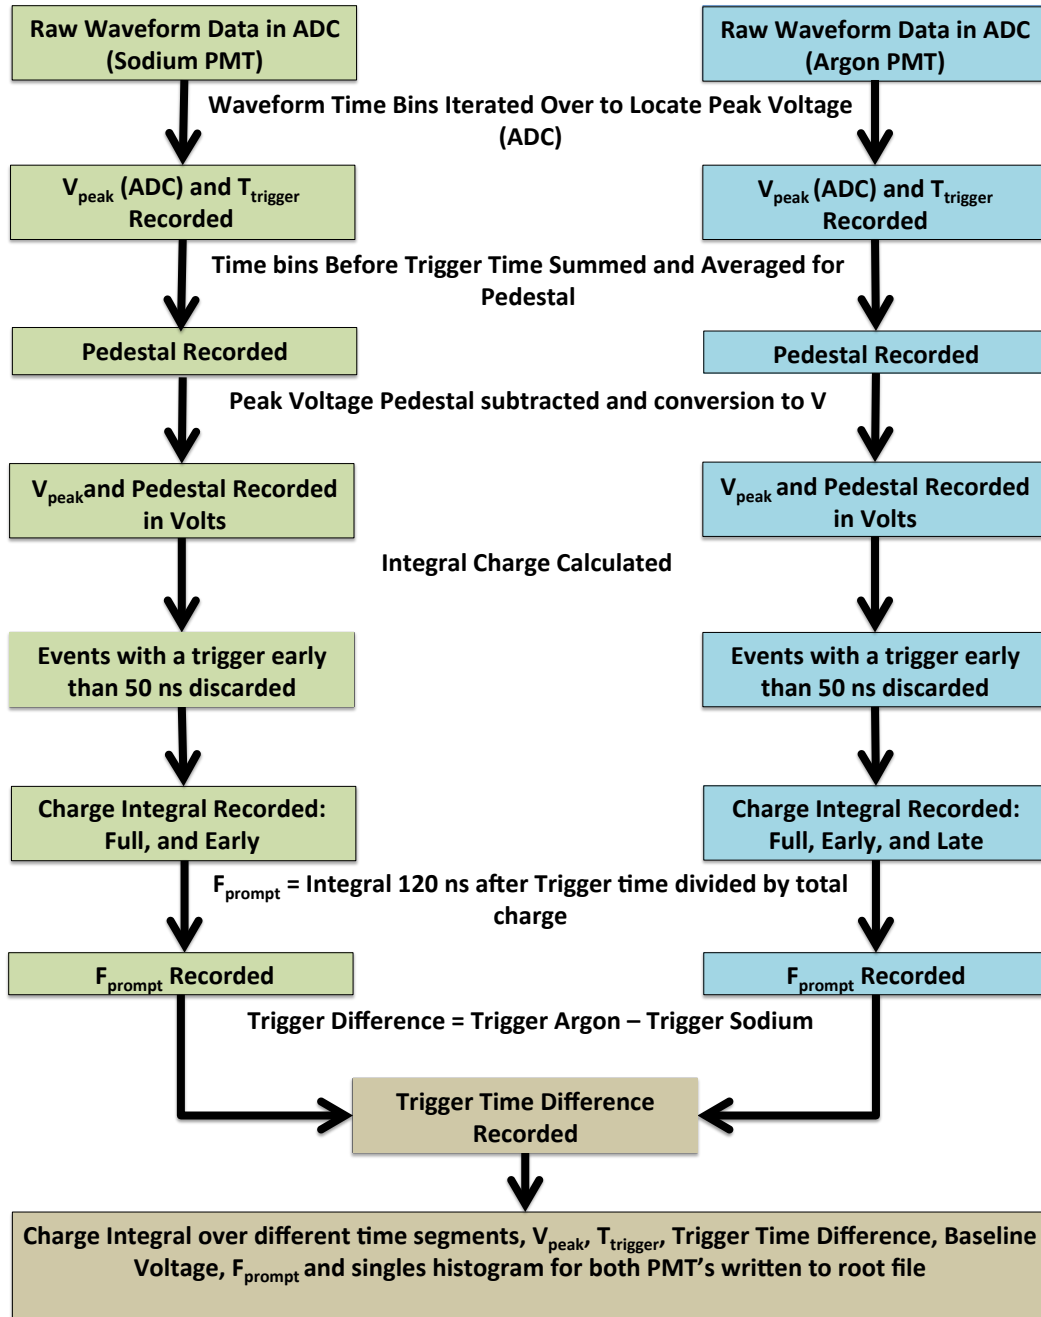 Raw Waveform Data in ADC
(Sodium PMT)
Raw Waveform Data in ADC
(Argon PMT)
Waveform Time Bins Iterated Over to Locate Peak Voltage
(ADC)
Vpeak (ADC) and Ttrigger
Recorded
Vpeak (ADC) and Ttrigger
Recorded
Time bins Before Trigger Time Summed and Averaged for
Pedestal
Pedestal Recorded
Pedestal Recorded
Peak Voltage Pedestal subtracted and conversion to V
Vpeak and Pedestal Recorded
in Volts
Vpeak and Pedestal Recorded
in Volts
Integral Charge Calculated
Events with a trigger early
than 50 ns discarded
Events with a trigger early
than 50 ns discarded
Charge Integral Recorded:
Full, and Early
Charge Integral Recorded:
Full, Early, and Late
Fprompt = Integral 120 ns after Trigger time divided by total
charge
Fprompt Recorded
Fprompt Recorded
Trigger Difference = Trigger Argon – Trigger Sodium
Trigger Time Difference
Recorded
Charge Integral over different time segments, Vpeak, Ttrigger, Trigger Time Difference, Baseline
Voltage, Fprompt and singles histogram for both PMT's written to root file